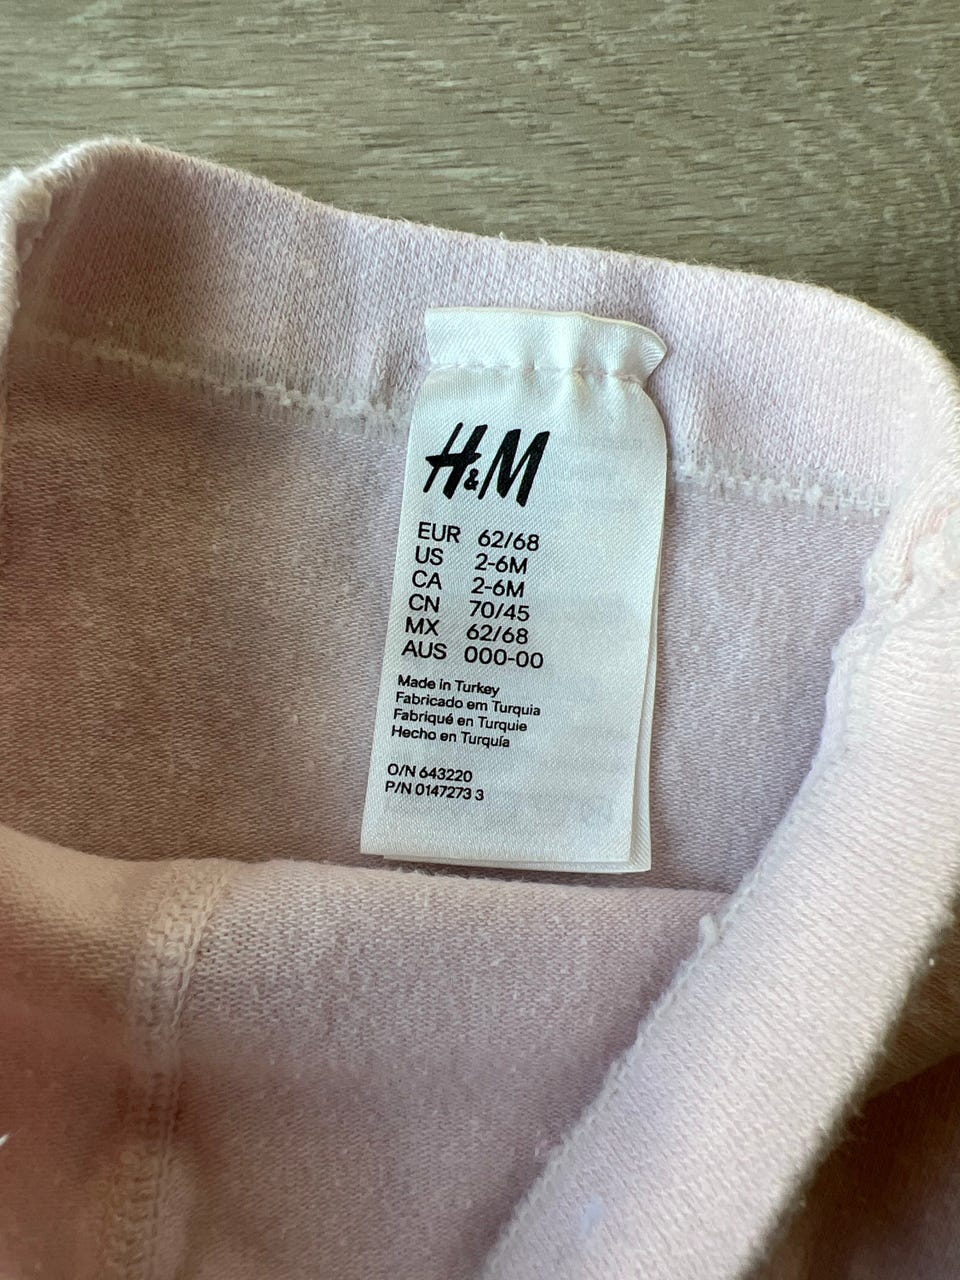 H&M
EUR 62/68
US 2-6M
CA 2-6M
CN 70/45
MX 62/68
AUS 000-00
Made in Turkey
Fabricado em Turquia
Fabriqué en Turquie
Hecho en Turquía
O/N 643220
P/N 0147273 3